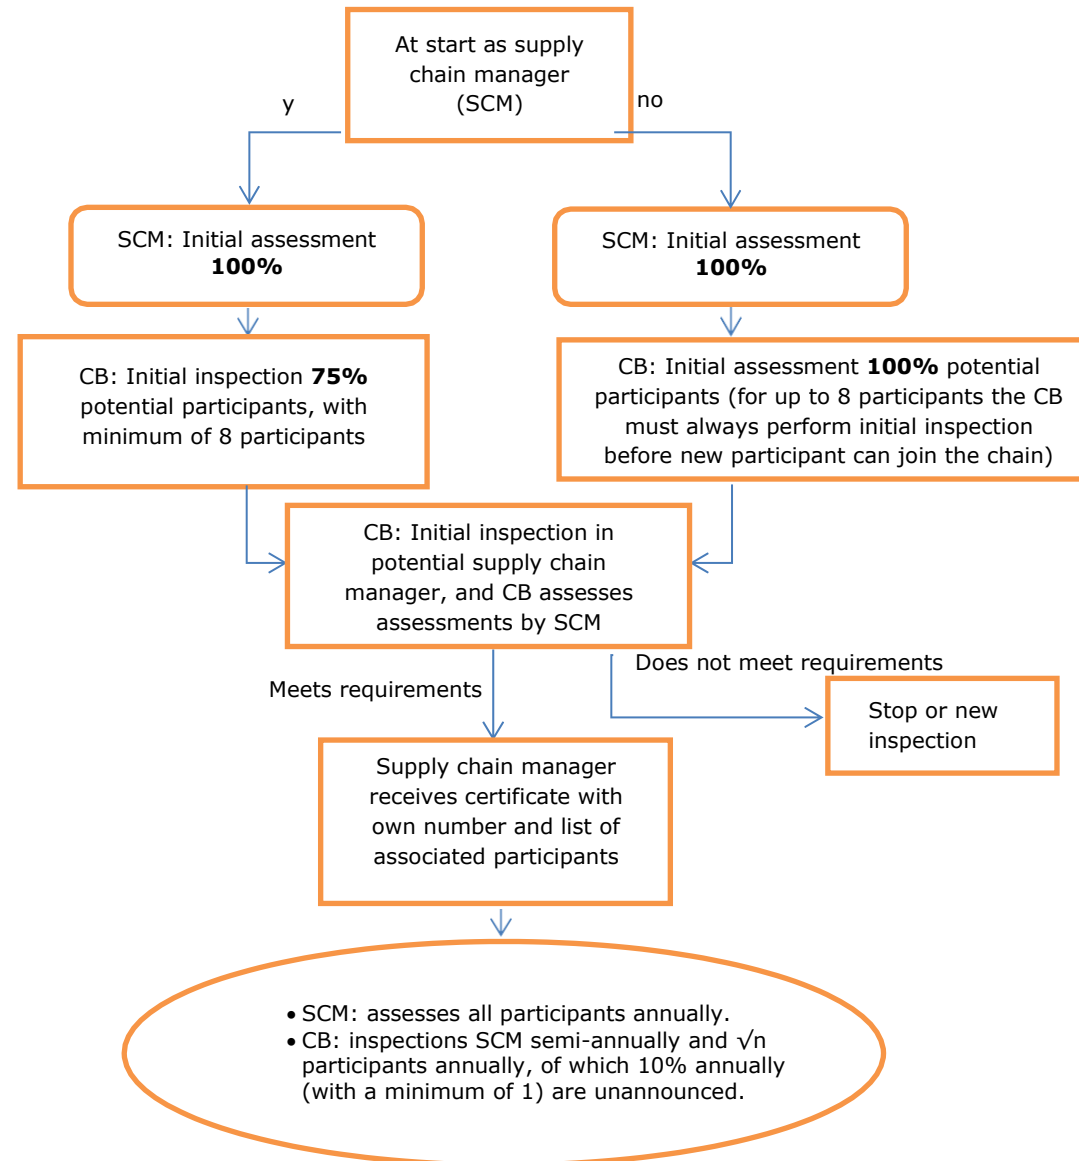 At start as supply
chain manager
(SCM)
y
no
SCM: Initial assessment
100%
SCM: Initial assessment
100%
CB: Initial inspection 75%
potential participants, with
minimum of 8 participants
CB: Initial assessment 100% potential
participants (for up to 8 participants the CB
must always perform initial inspection
before new participant can join the chain)
CB: Initial inspection in
potential supply chain
manager, and CB assesses
assessments by SCM
Does not meet requirements
Meets requirements
Stop or new
inspection
Supply chain manager
receives certificate with
own number and list of
associated participants
• SCM: assesses all participants annually.
• CB: inspections SCM semi-annually and √n
participants annually, of which 10% annually
(with a minimum of 1) are unannounced.